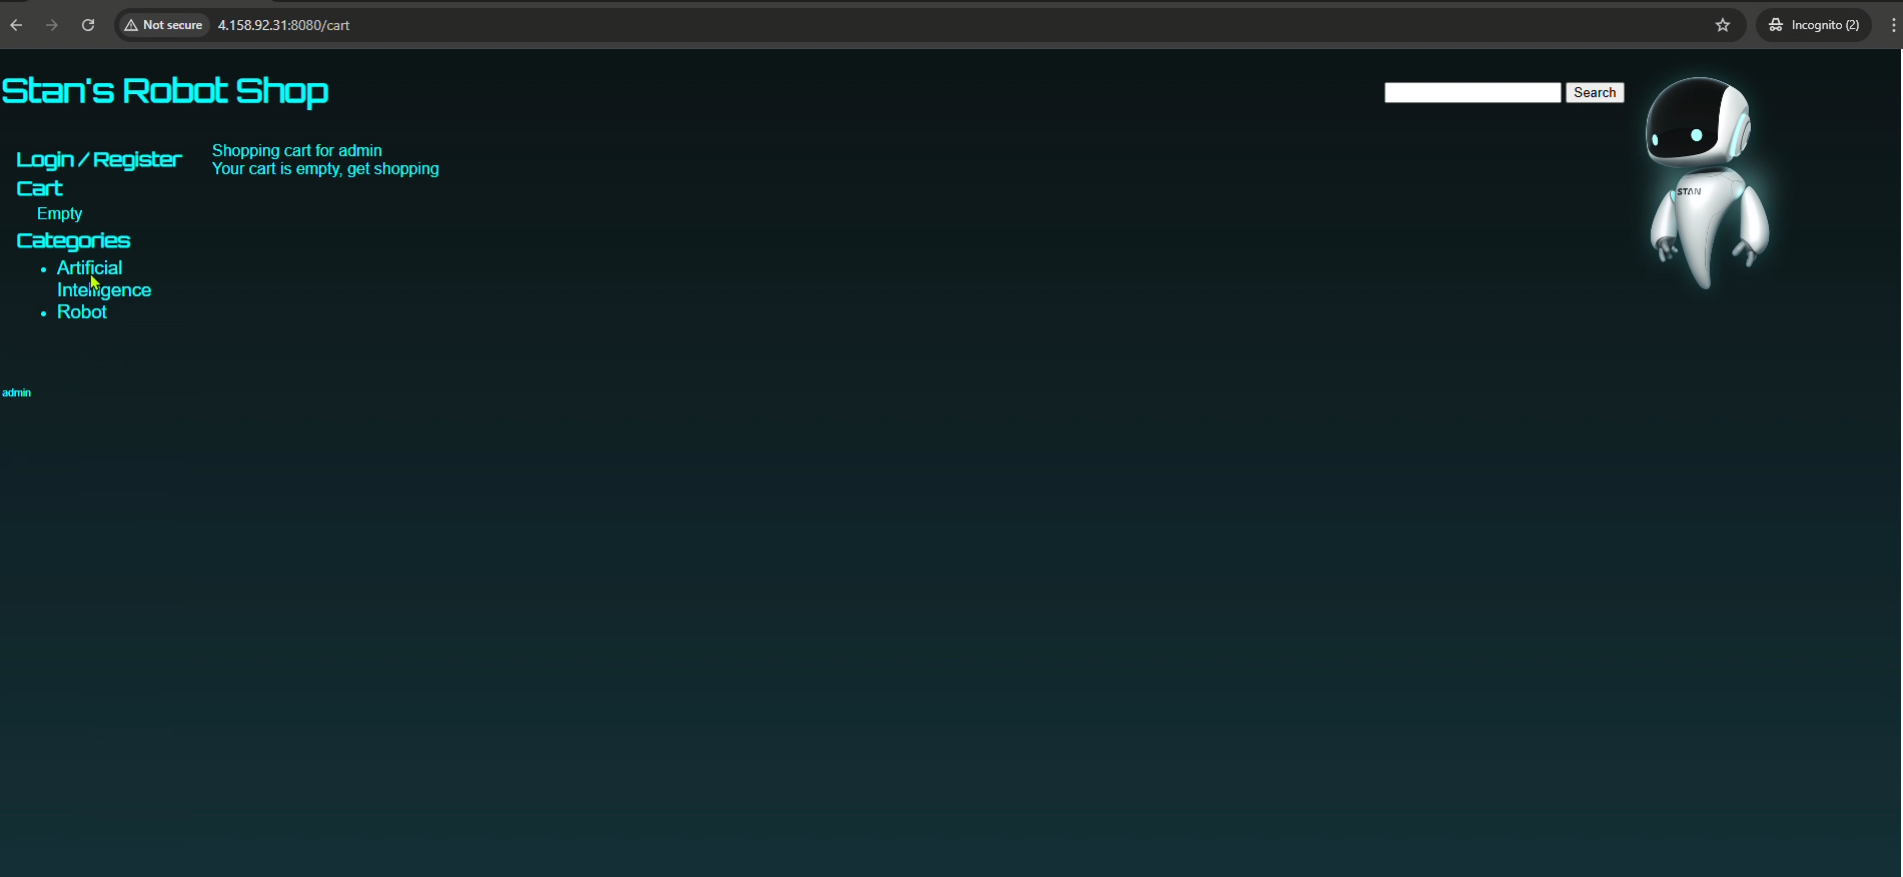 Not secure
4.158.92.31:8080/cart
Incognito (2)
Stan's Robot Shop
Search
Login / Register
Cart
Empty
Categories
Artificial
Intelligence
Robot
Shopping cart for admin
Your cart is empty, get shopping
STAN
admin